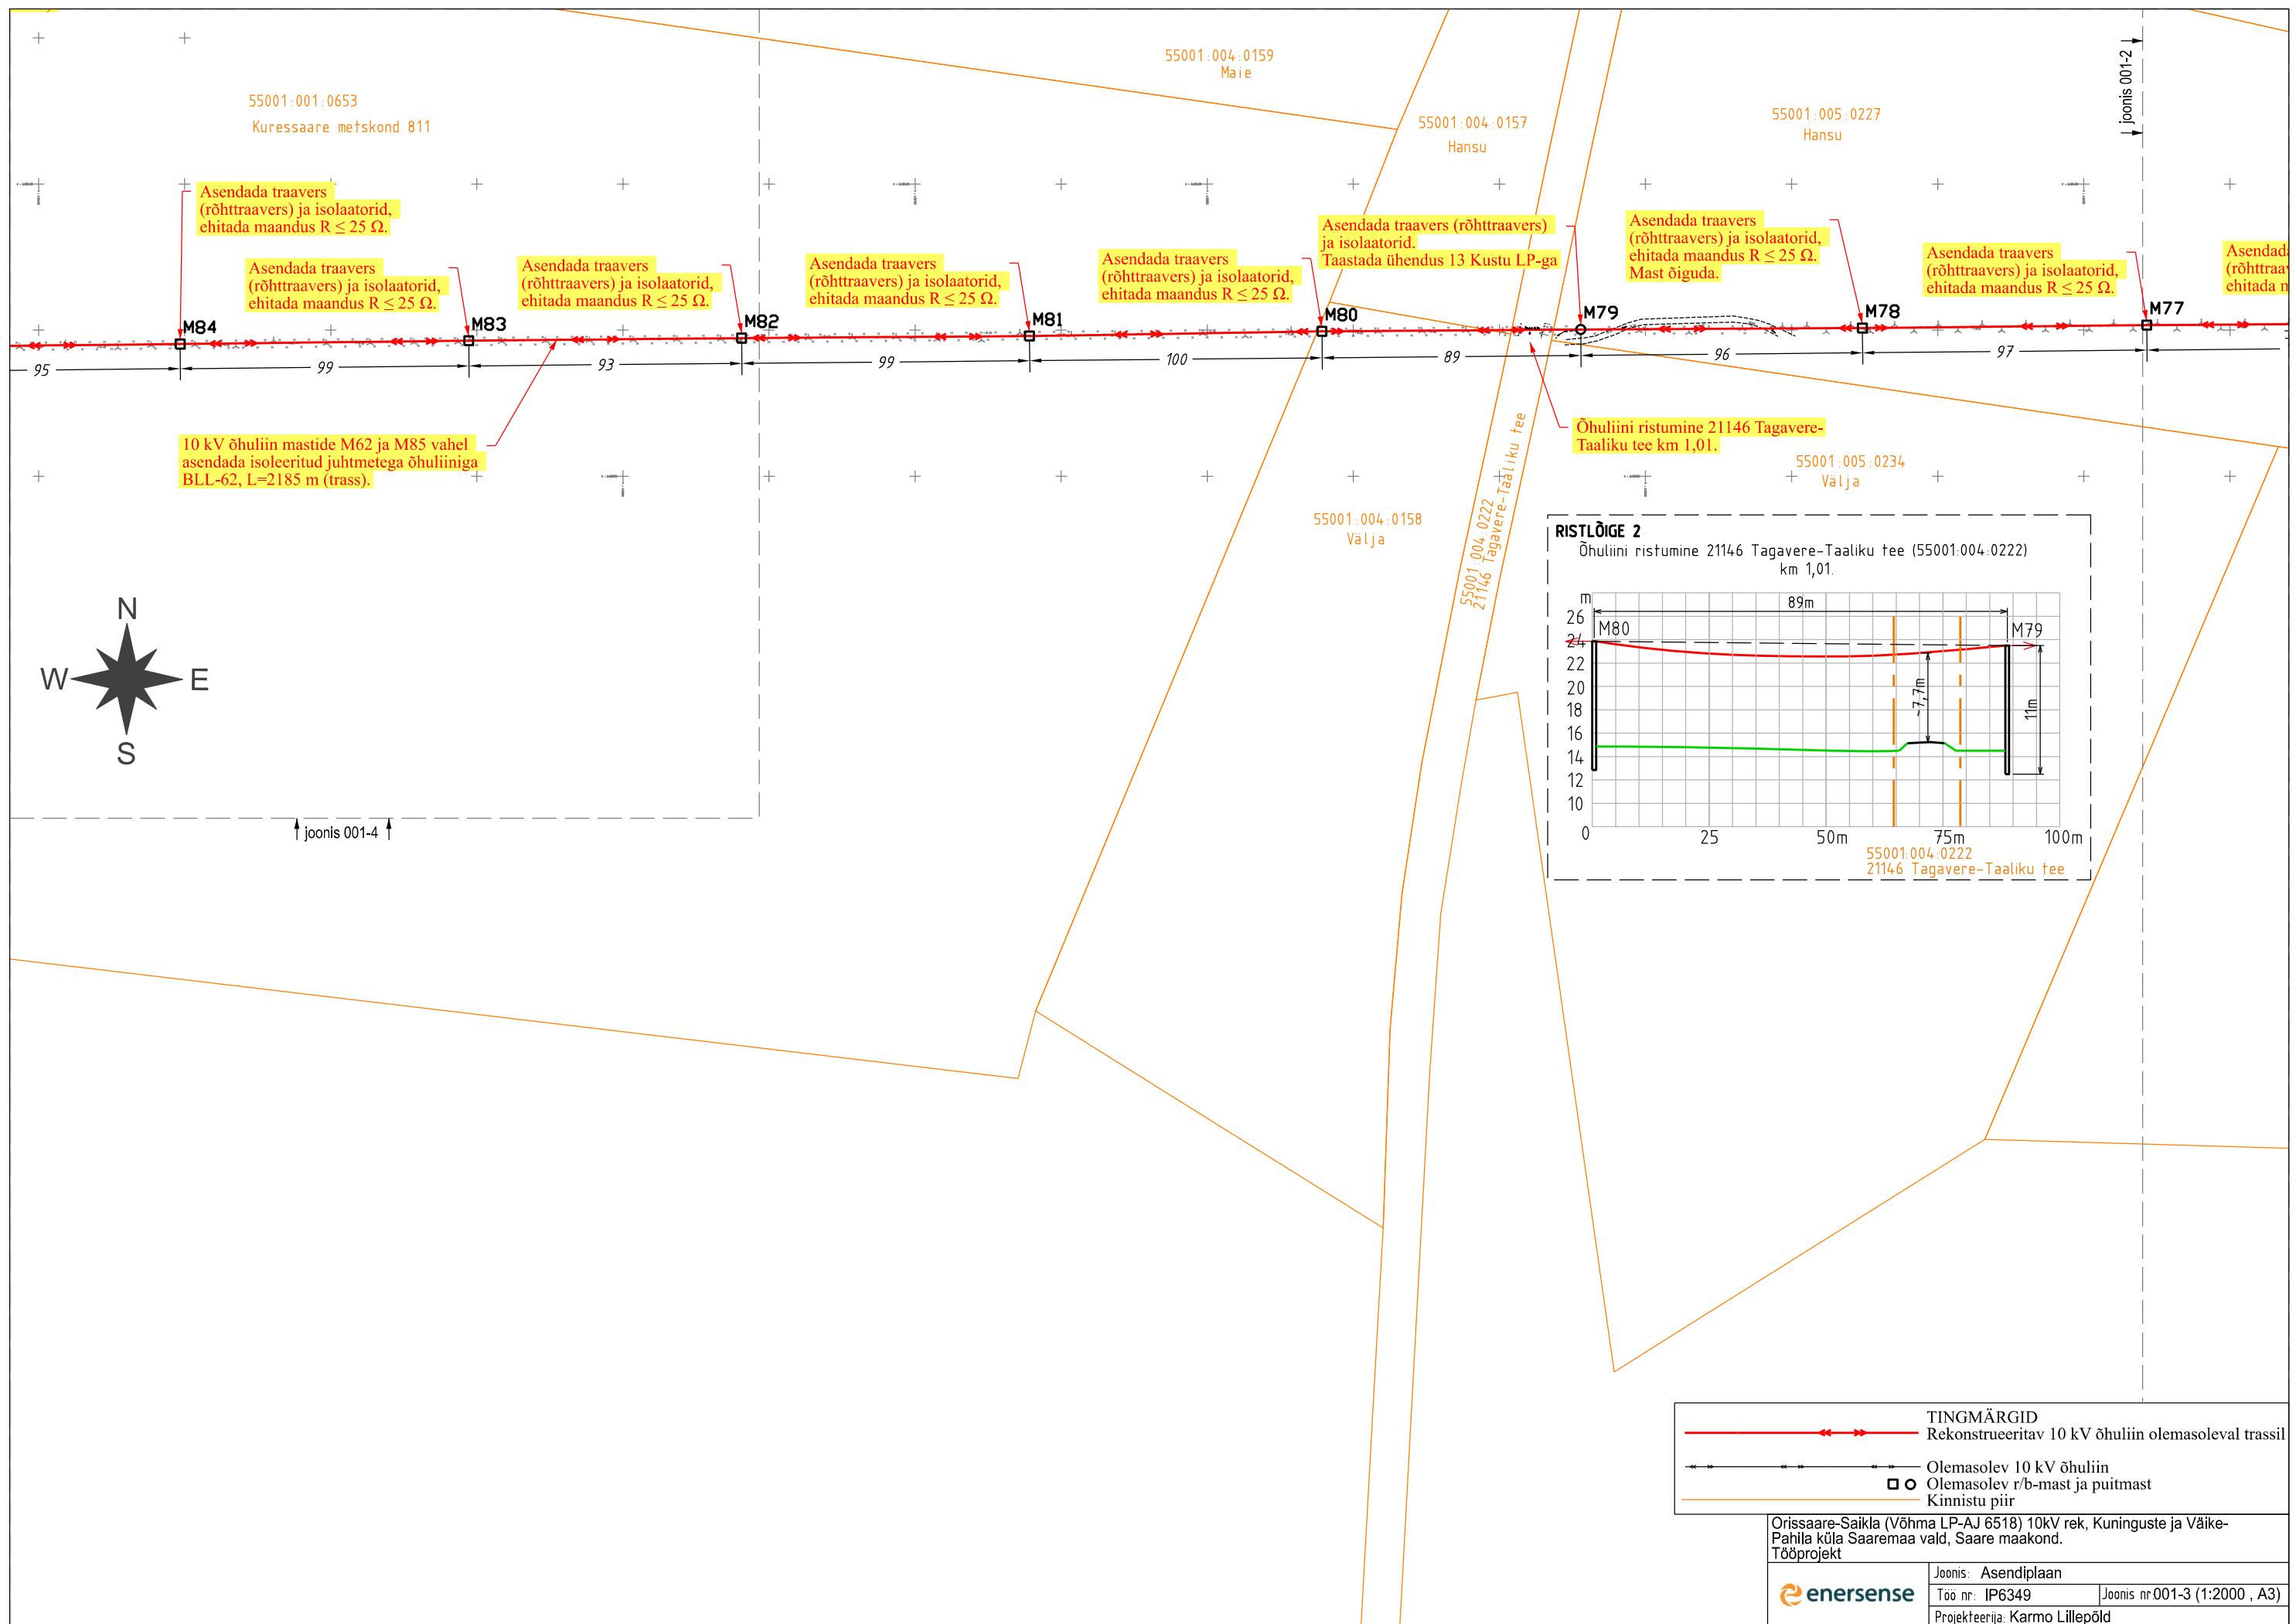 55001:004:0159
Maie
joonis 001-2
55001:001:0653
Kuressaare metskond 811
55001:004:0157
Hansu
55001:005:0227
Hansu
Asendada traavers
(rõhttraavers) ja isolaatorid,
ehitada maandus R ≤ 25 Ω.
Asendada traavers
(rõhttraavers) ja isolaatorid,
ehitada maandus R ≤ 25 Ω.
Asendada traavers
(rõhttraavers) ja isolaatorid,
ehitada maandus R ≤ 25 Ω.
Asendada traavers
(rõhttraavers) ja isolaatorid,
ehitada maandus R ≤ 25 Ω.
Asendada traavers
(rõhttraavers) ja isolaatorid,
ehitada maandus R ≤ 25 Ω.
Asendada traavers (rõhttraavers)
ja isolaatorid.
Taastada ühendus 13 Kustu LP-ga
Asendada traavers
(rõhttraavers) ja isolaatorid,
ehitada maandus R ≤ 25 Ω.
Mast õiguda.
Asendada traavers
(rõhttraavers) ja isolaatorid,
ehitada maandus R ≤ 25 Ω.
M84
M83
M82
M81
M80
M79
M78
M77
95
99
93
99
100
89
96
97
10 kV õhuliin mastide M62 ja M85 vahel
asendada isoleeritud juhtmetega õhuliiniga
BLL-62, L=2185 m (trass).
Õhuliini ristumine 21146 Tagavere-
Taaliku tee km 1,01.
55001:005:0234
Välja
55001:004:0158
Välja
55001:004:0222
21146 Tagavere-Taaliku tee
RISTLÕIGE 2
Õhuliini ristumine 21146 Tagavere-Taaliku tee (55001:004:0222)
km 1,01.
m
89m
26
M80
M79
24
22
20
18
16
14
12
10
~7,7m
11m
0
25
50m
75m
100m
55001:004:0222
21146 Tagavere-Taaliku tee
N
W
E
S
joonis 001-4
TINGMÄRGID
Rekonstrueeritav 10 kV õhuliin olemasoleval trassil
Olemasolev 10 kV õhuliin
Olemasolev r/b-mast ja puitmast
Kinnistu piir
Orissaare-Saikla (Võhma LP-AJ 6518) 10kV rek, Kuninguste ja Väike-
Pahila küla Saaremaa vald, Saare maakond.
Tööprojekt
enersense
Joonis: Asendiplaan
Töö nr: IP6349
Joonis nr:001-3 (1:2000 , A3)
Projekteerija: Karmo Lillepõld